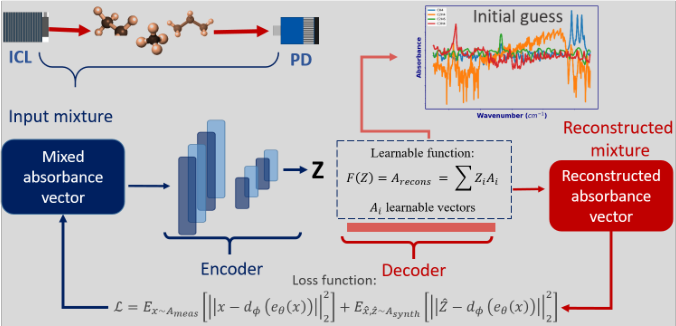 ICL
PD
Initial guess
Absorbance
Wavenumber (cm⁻¹)
Input mixture
Mixed
absorbance
vector
Z
Learnable function:
F(Z) = A_recons = ∑ Z_i A_i
A_i learnable vectors
Reconstructed
mixture
Reconstructed
absorbance
vector
Encoder
Decoder
Loss function:
ℒ = E_{x~A_meas} [||x − d_ϕ (e_θ(x))||₂²] + E_{x̂,ẑ~A_synth} [||Ẑ − d_ϕ (e_θ(x))||₂²]